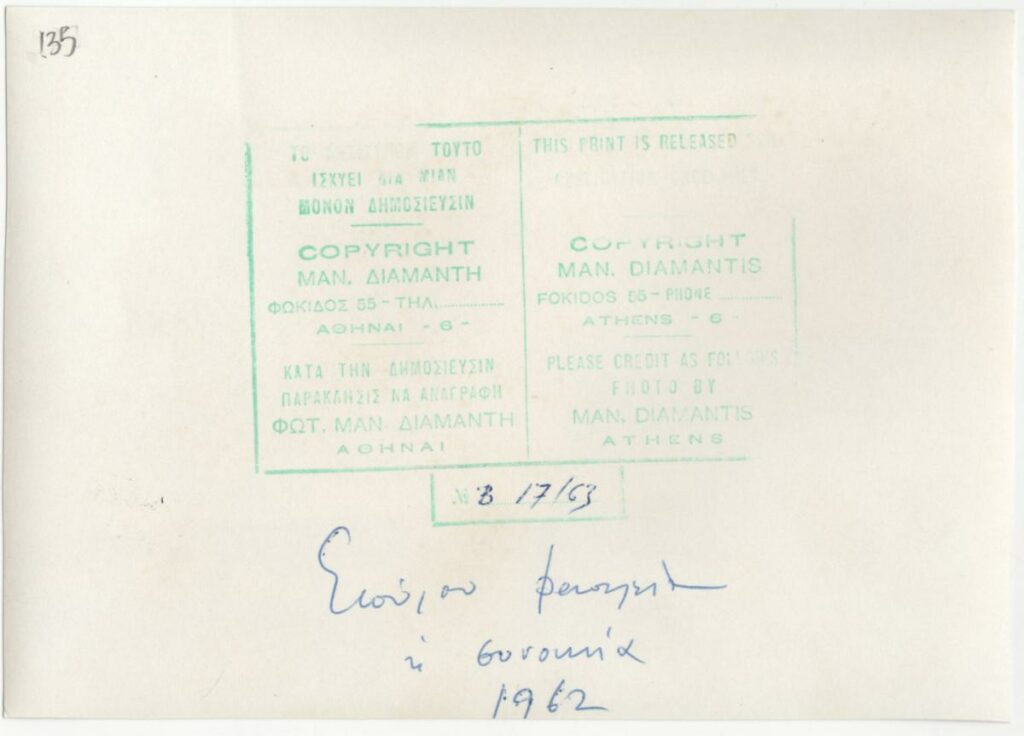 135
ΤΟ ΤΟΥΤΟ
ΙΣΧΥΕΙ ΔΙΑ ΜΙΑΝ
ΜΟΝΟΝ ΔΗΜΟΣΙΕΥΣΙΝ
COPYRIGHT
ΜΑΝ. ΔΙΑΜΑΝΤΗ
ΦΩΚΙΔΟΣ 55 - ΤΗΛ.............
ΑΘΗΝΑΙ - 6 -
ΚΑΤΑ ΤΗΝ ΔΗΜΟΣΙΕΥΣΙΝ
ΠΑΡΑΚΛΗΣΙΣ ΝΑ ΑΝΑΓΡΑΦΗ
ΦΩΤ. ΜΑΝ. ΔΙΑΜΑΝΤΗ
ΑΘΗΝΑΙ
THIS PRINT IS RELEASED
COPYRIGHT
MAN. DIAMANTIS
FOKIDOS 55 - PHONE .............
ATHENS - 6 -
PLEASE CREDIT AS FOLLOWS
PHOTO BY
MAN. DIAMANTIS
ATHENS
№ B 17/63
η συνοικία
1962